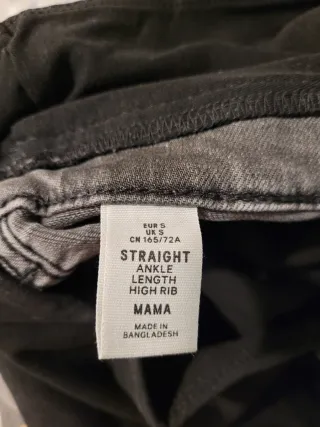 EUR S
UK S
CN 165/72A
STRAIGHT
ANKLE
LENGTH
HIGH RIB
MAMA
MADE IN
BANGLADESH